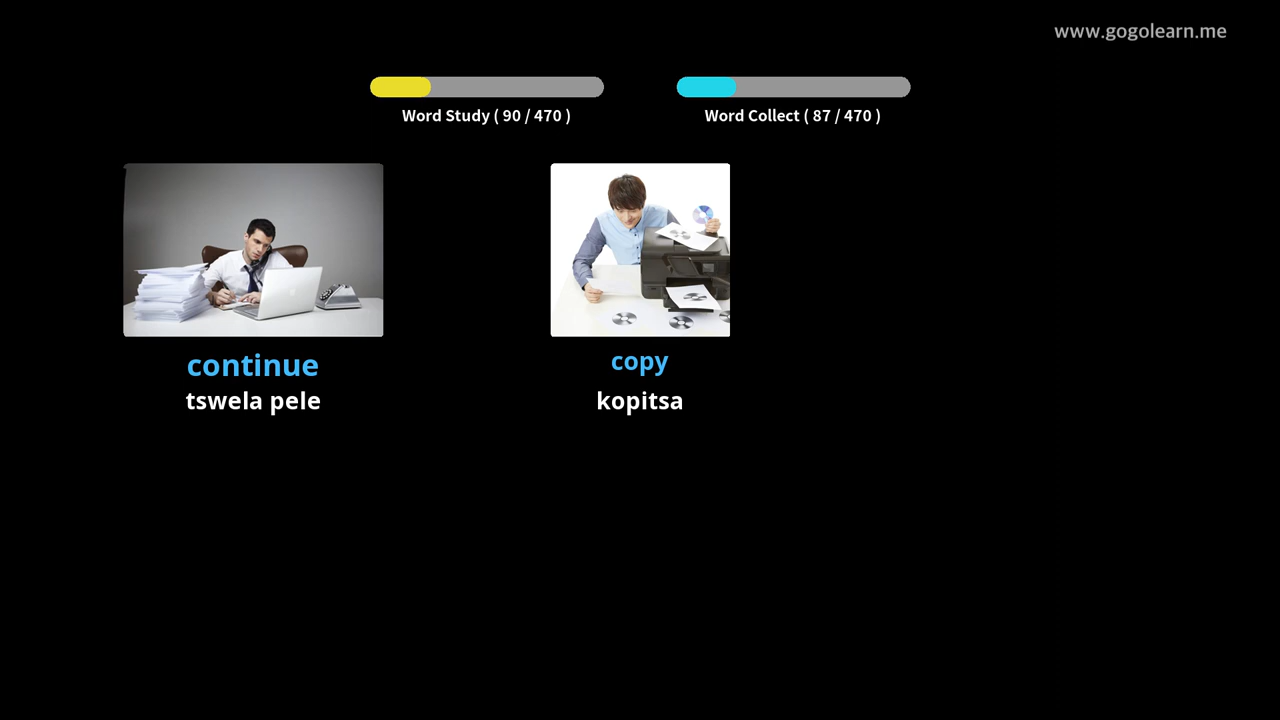 www.gogolearn.me
Word Study ( 90 / 470 )
Word Collect ( 87 / 470 )
continue
tswela pele
copy
kopitsa